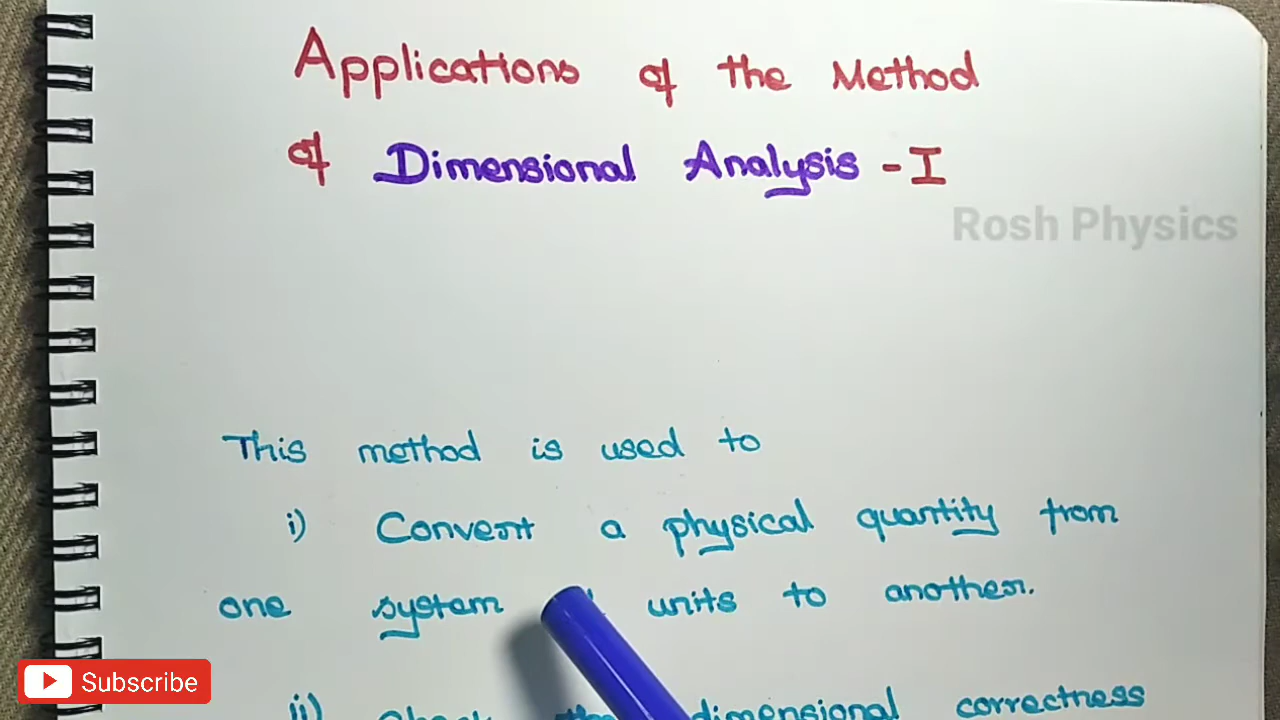 Applications of the Method
of Dimensional Analysis - I
Rosh Physics
This method is used to
i) Convert a physical quantity from
one system units to another.
Subscribe
ii) dimensional correctness